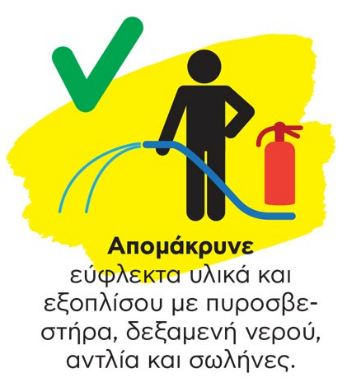 Απομάκρυνε
εύφλεκτα υλικά και
εξοπλίσου με πυροσβε-
στήρα, δεξαμενή νερού,
αντλία και σωλήνες.